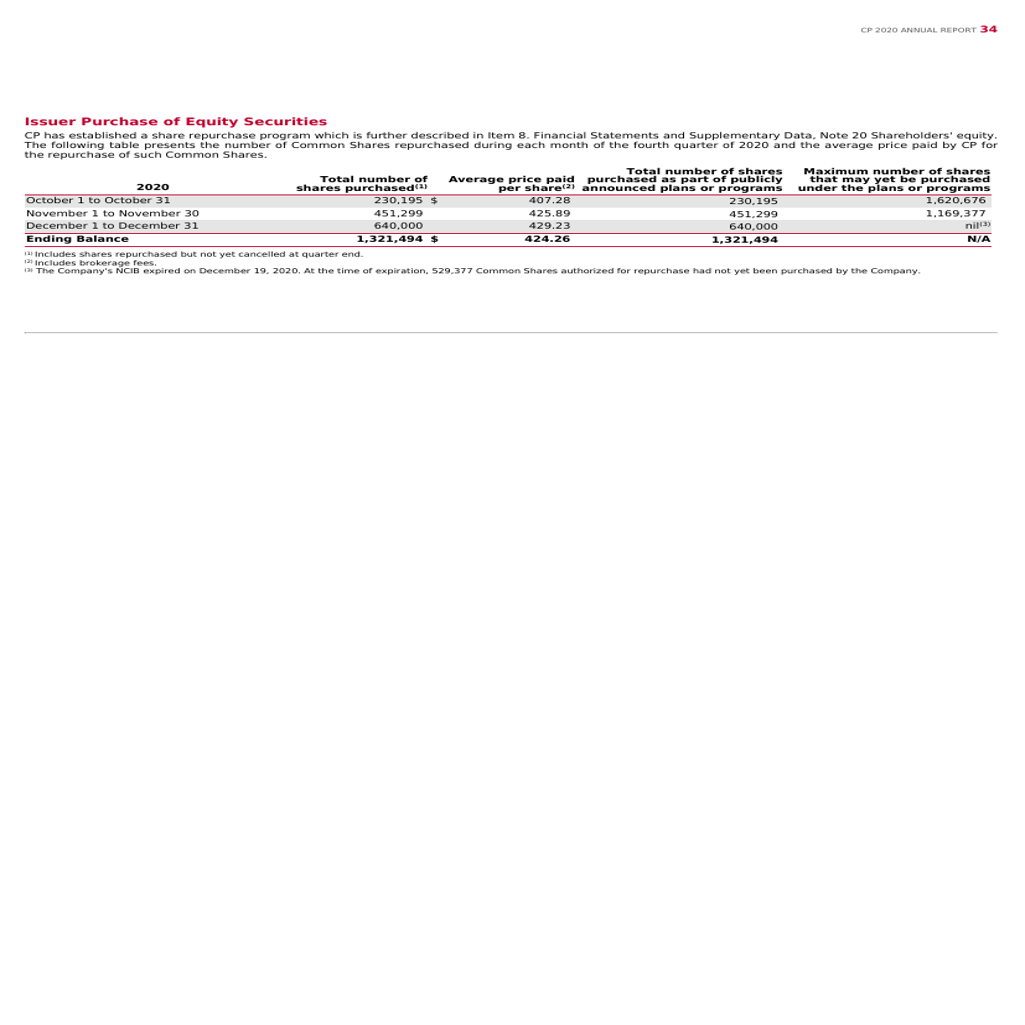 CP 2020 ANNUAL REPORT 34
Issuer Purchase of Equity Securities
CP has established a share repurchase program which is further described in Item 8. Financial Statements and Supplementary Data, Note 20 Shareholders' equity.
The following table presents the number of Common Shares repurchased during each month of the fourth quarter of 2020 and the average price paid by CP for
the repurchase of such Common Shares.
2020 Total number of shares purchased(1) Average price paid per share(2) Total number of shares purchased as part of publicly announced plans or programs Maximum number of shares that may yet be purchased under the plans or programs
October 1 to October 31 230,195 $ 407.28 230,195 1,620,676
November 1 to November 30 451,299 425.89 451,299 1,169,377
December 1 to December 31 640,000 429.23 640,000 nil(3)
Ending Balance 1,321,494 $ 424.26 1,321,494 N/A
(1) Includes shares repurchased but not yet cancelled at quarter end.
(2) Includes brokerage fees.
(3) The Company's NCIB expired on December 19, 2020. At the time of expiration, 529,377 Common Shares authorized for repurchase had not yet been purchased by the Company.